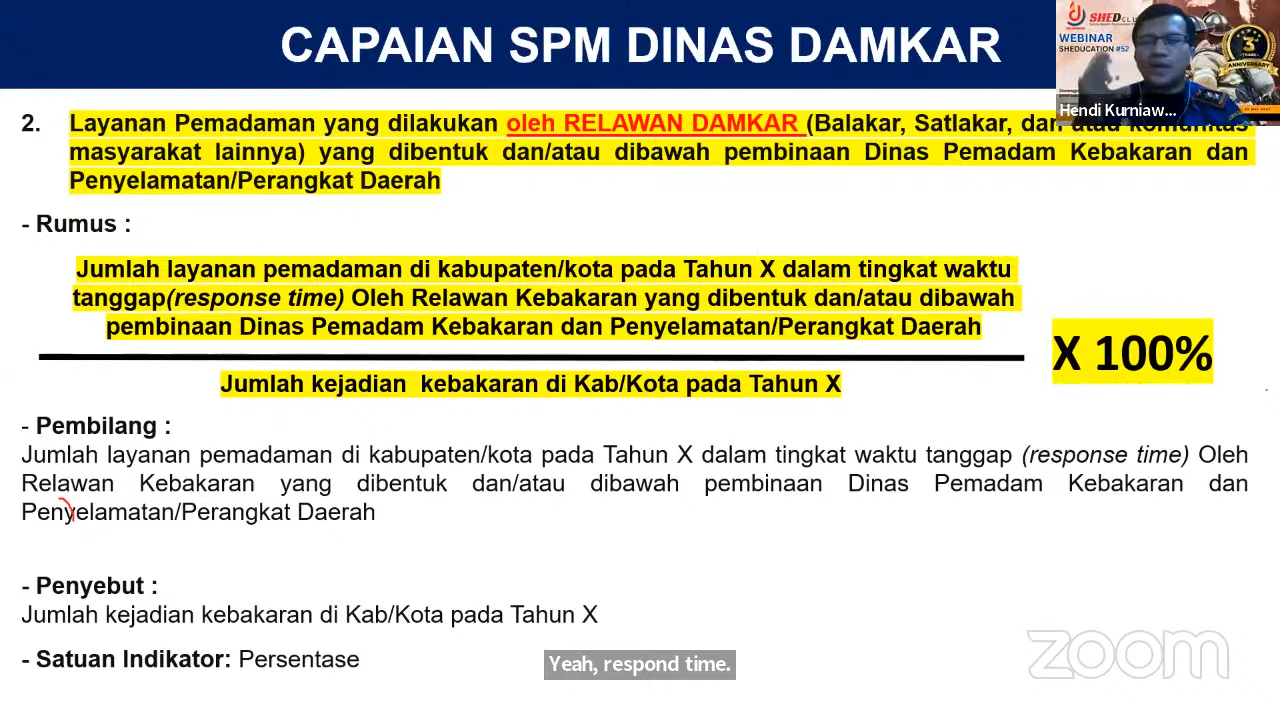 CAPAIAN SPM DINAS DAMKAR
SHEDCLUB
WEBINAR
SHEDUCATION #52
3
YEARS
ANNIVERSARY
Hendi Kurniaw...
2. Layanan Pemadaman yang dilakukan oleh RELAWAN DAMKAR (Balakar, Satlakar, dan atau komunitas
masyarakat lainnya) yang dibentuk dan/atau dibawah pembinaan Dinas Pemadam Kebakaran dan
Penyelamatan/Perangkat Daerah
- Rumus :
Jumlah layanan pemadaman di kabupaten/kota pada Tahun X dalam tingkat waktu
tanggap(response time) Oleh Relawan Kebakaran yang dibentuk dan/atau dibawah
pembinaan Dinas Pemadam Kebakaran dan Penyelamatan/Perangkat Daerah
X 100%
Jumlah kejadian kebakaran di Kab/Kota pada Tahun X
- Pembilang :
Jumlah layanan pemadaman di kabupaten/kota pada Tahun X dalam tingkat waktu tanggap (response time) Oleh
Relawan Kebakaran yang dibentuk dan/atau dibawah pembinaan Dinas Pemadam Kebakaran dan
Penyelamatan/Perangkat Daerah
- Penyebut :
Jumlah kejadian kebakaran di Kab/Kota pada Tahun X
- Satuan Indikator: Persentase
Yeah, respond time.
zoom